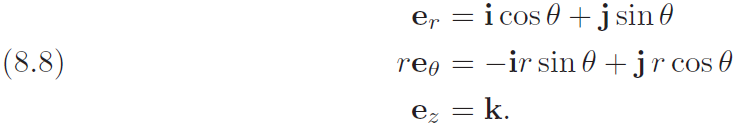 e_r = i cos θ + j sin θ
(8.8) re_θ = −ir sin θ + j r cos θ
e_z = k.